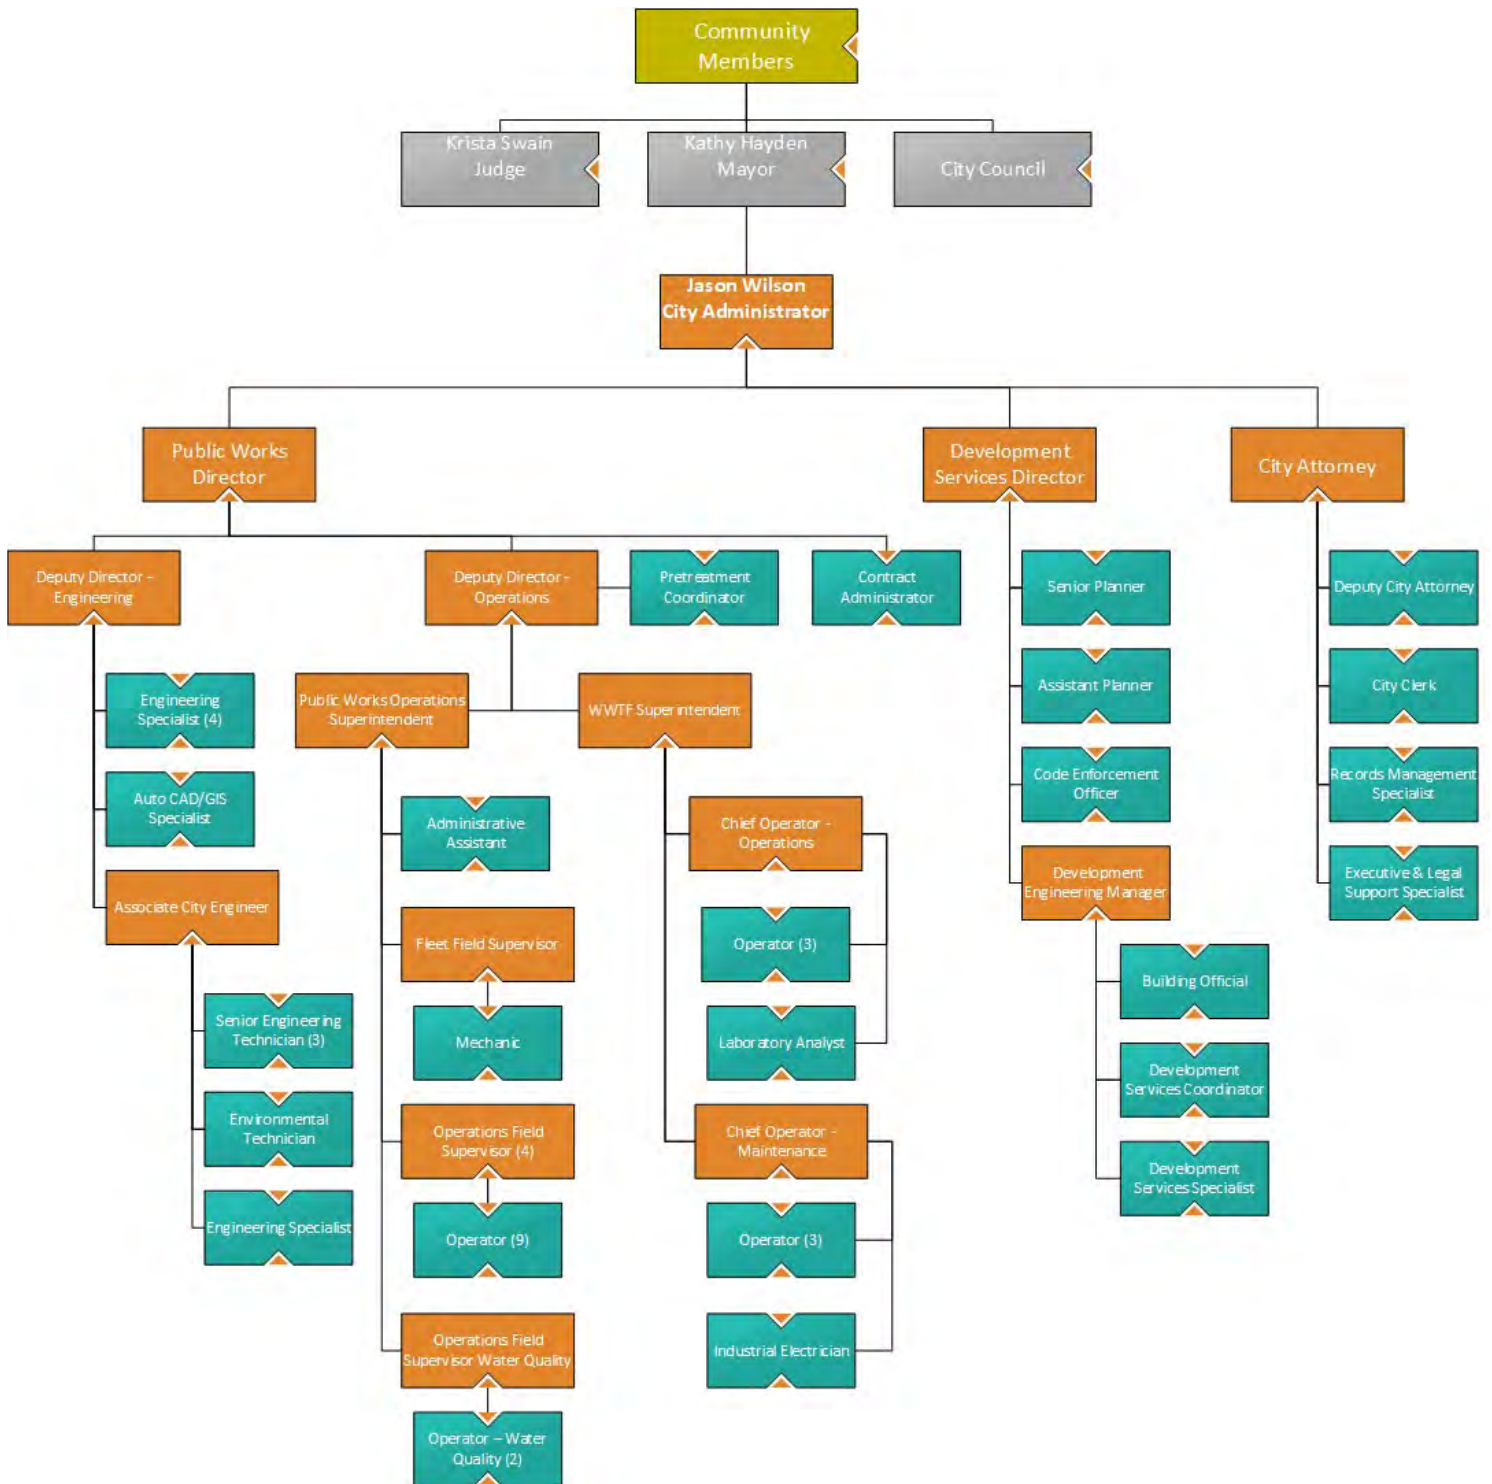 Community
Members
Krista Swain
Judge
Kathy Hayden
Mayor
City Council
Jason Wilson
City Administrator
Public Works
Director
Development
Services Director
City Attorney
Deputy Director -
Engineering
Deputy Director -
Operations
Pretreatment
Coordinator
Contract
Administrator
Senior Planner
Deputy City Attorney
Engineering
Specialist (4)
Public Works Operations
Superintendent
WWTF Superintendent
Assistant Planner
City Clerk
Auto CAD/GIS
Specialist
Administrative
Assistant
Chief Operator -
Operations
Code Enforcement
Officer
Records Management
Specialist
Associate City Engineer
Fleet Field Supervisor
Operator (3)
Development
Engineering Manager
Executive & Legal
Support Specialist
Senior Engineering
Technician (3)
Mechanic
Laboratory Analyst
Building Official
Environmental
Technician
Operations Field
Supervisor (4)
Chief Operator -
Maintenance
Development
Services Coordinator
Engineering Specialist
Operator (9)
Operator (3)
Development
Services Specialist
Operations Field
Supervisor Water Quality
Industrial Electrician
Operator – Water
Quality (2)